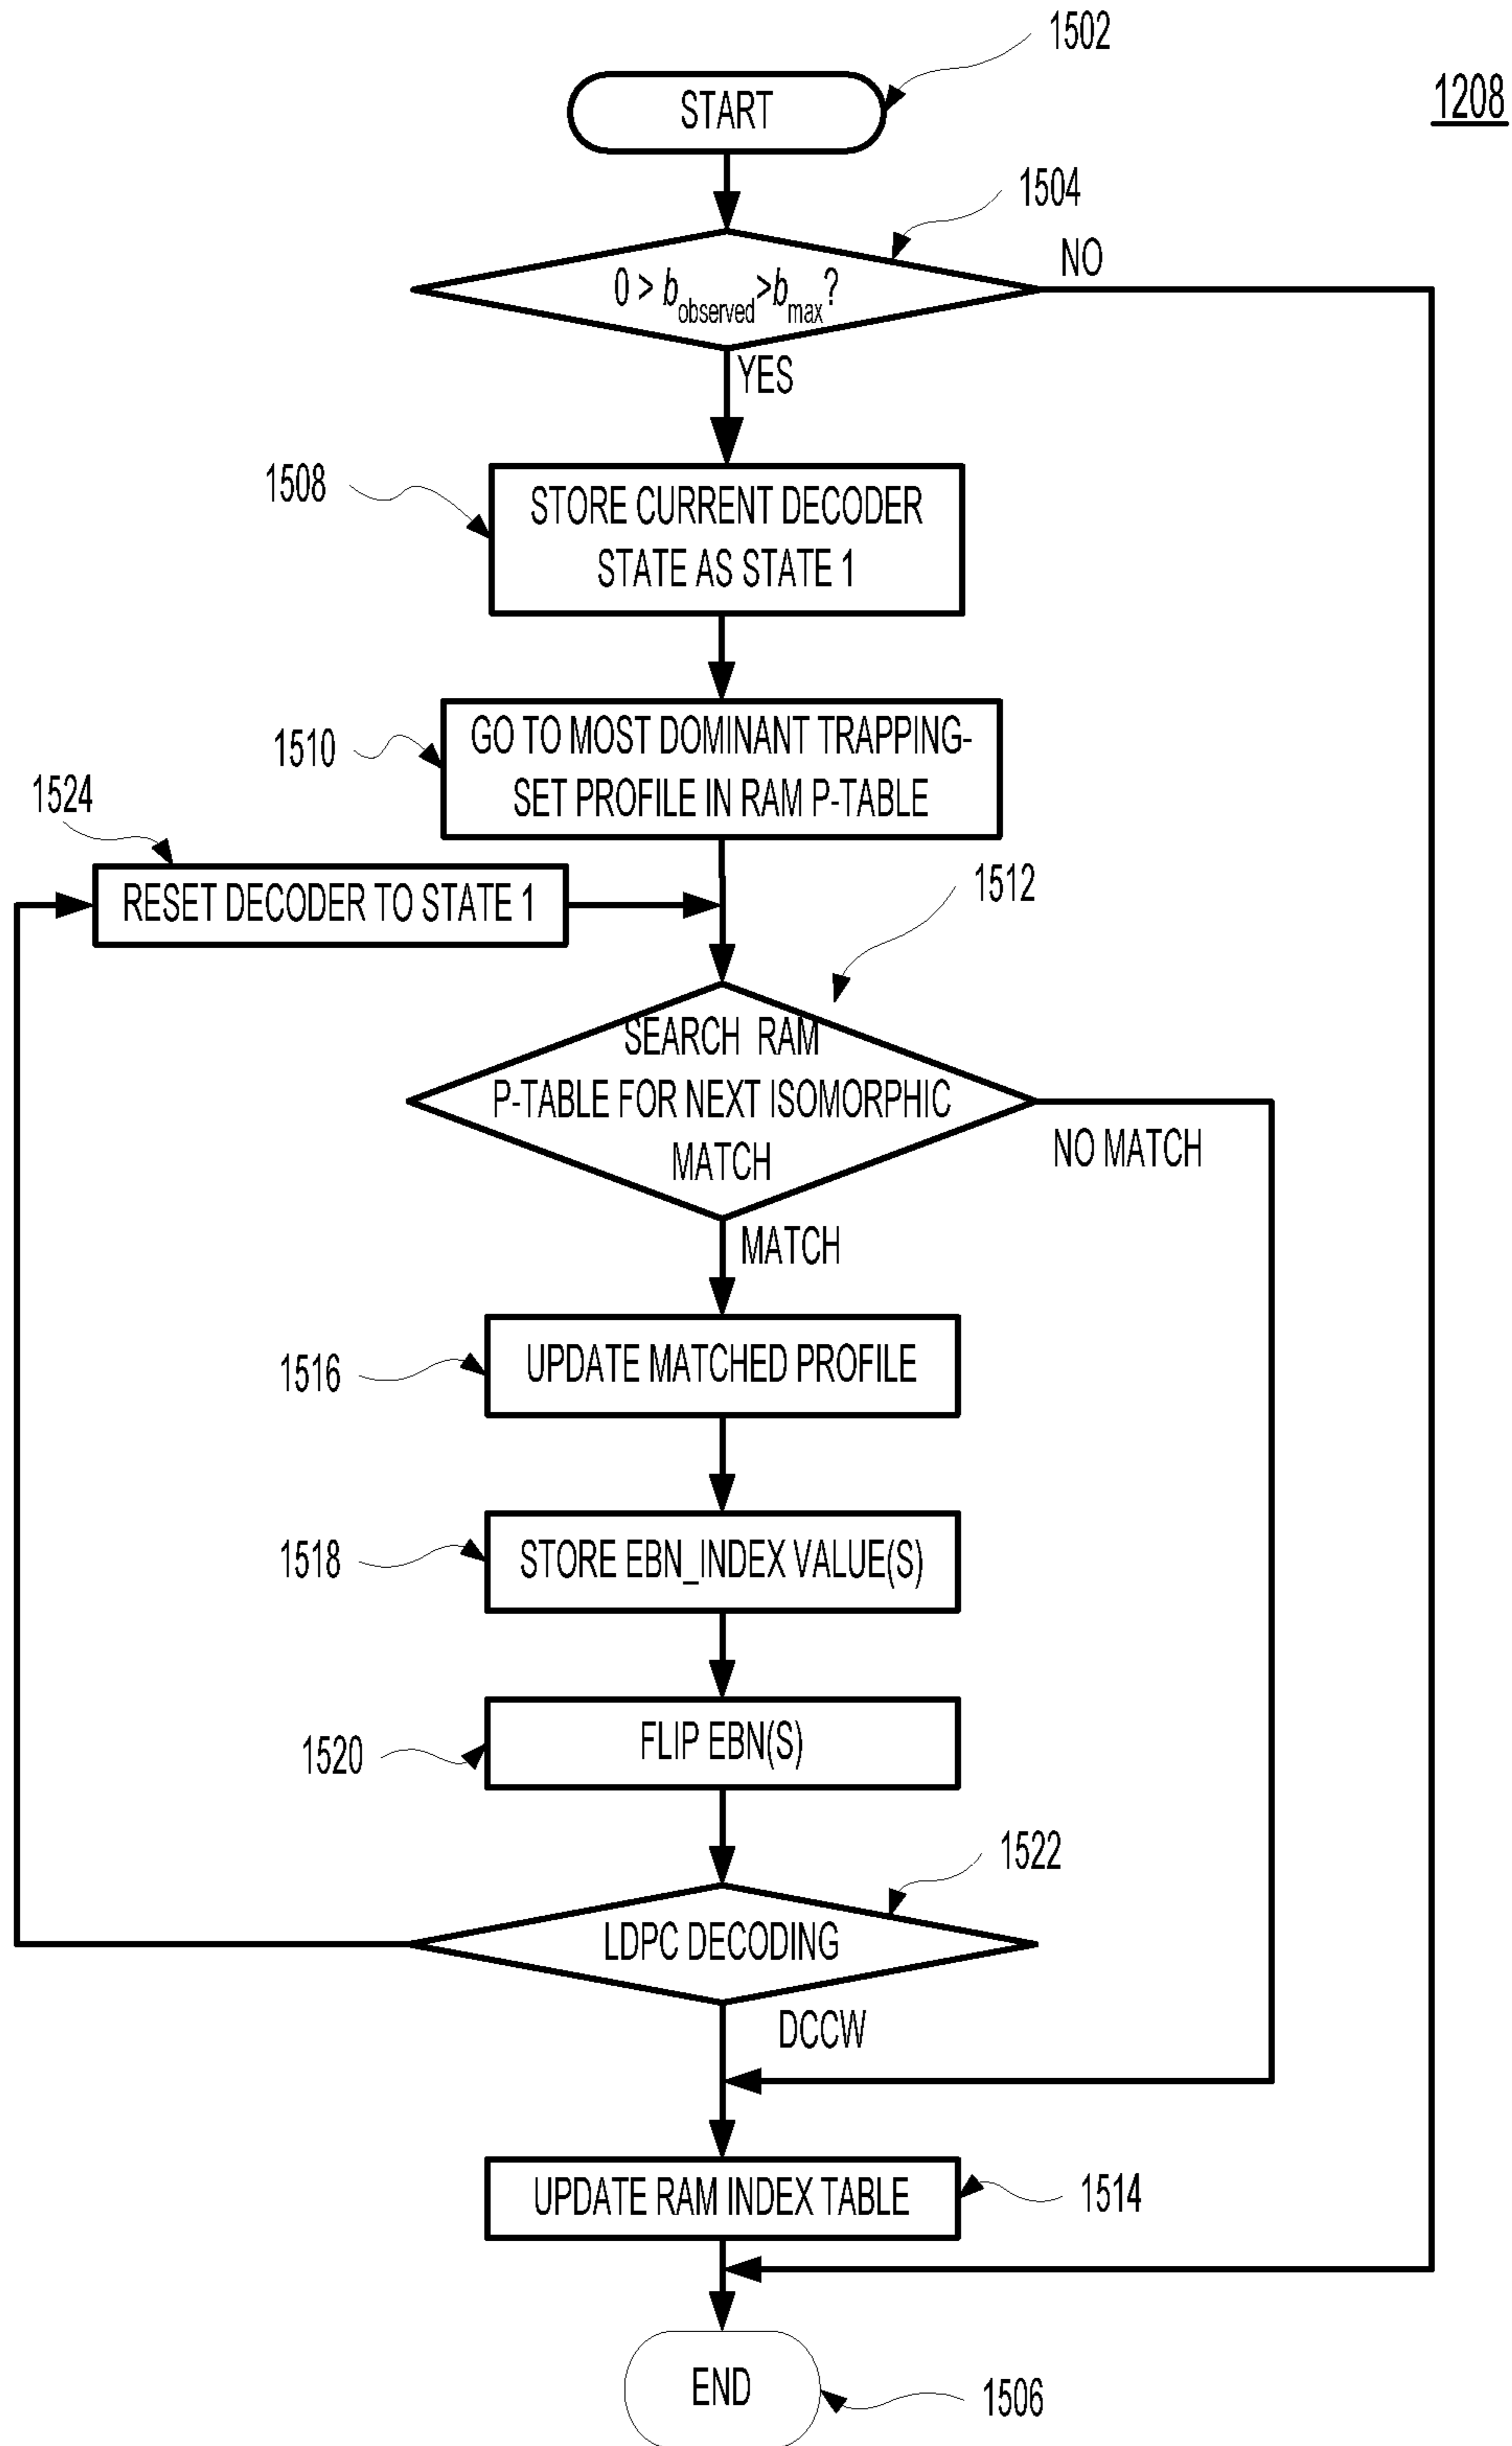 1502
1208
START
1504
NO
0 > b_observed >b_max ?
YES
1508
STORE CURRENT DECODER
STATE AS STATE 1
1510
GO TO MOST DOMINANT TRAPPING-
SET PROFILE IN RAM P-TABLE
1524
RESET DECODER TO STATE 1
1512
SEARCH RAM
P-TABLE FOR NEXT ISOMORPHIC
MATCH
NO MATCH
MATCH
1516
UPDATE MATCHED PROFILE
1518
STORE EBN_INDEX VALUE(S)
1520
FLIP EBN(S)
1522
LDPC DECODING
DCCW
UPDATE RAM INDEX TABLE
1514
END
1506